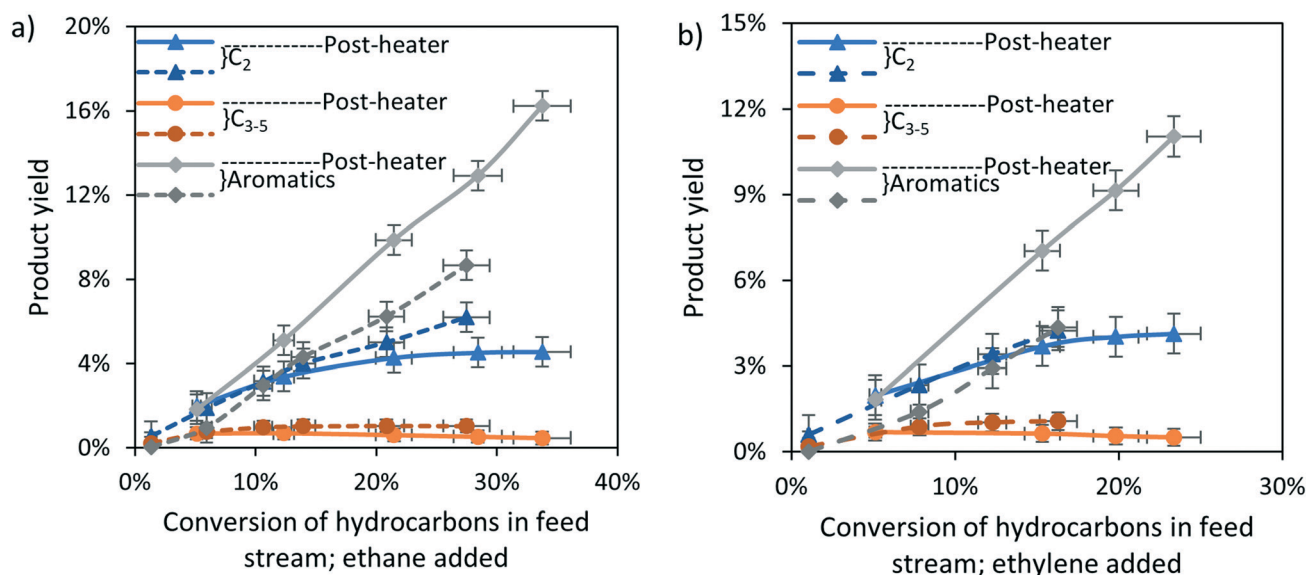 a)
20%
16%
12%
8%
4%
0%
Product yield
------------Post-heater
}C2
------------Post-heater
}C3-5
------------Post-heater
}Aromatics
0% 10% 20% 30% 40%
Conversion of hydrocarbons in feed
stream; ethane added
b)
15%
12%
9%
6%
3%
0%
Product yield
------------Post-heater
}C2
------------Post-heater
}C3-5
------------Post-heater
}Aromatics
0% 10% 20% 30%
Conversion of hydrocarbons in feed
stream; ethylene added